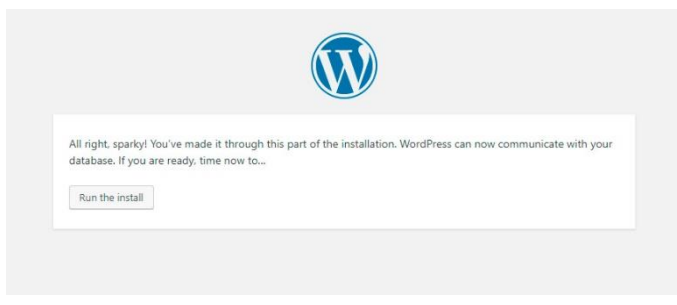 W
All right, sparky! You've made it through this part of the installation. WordPress can now communicate with your
database. If you are ready, time now to...
Run the install